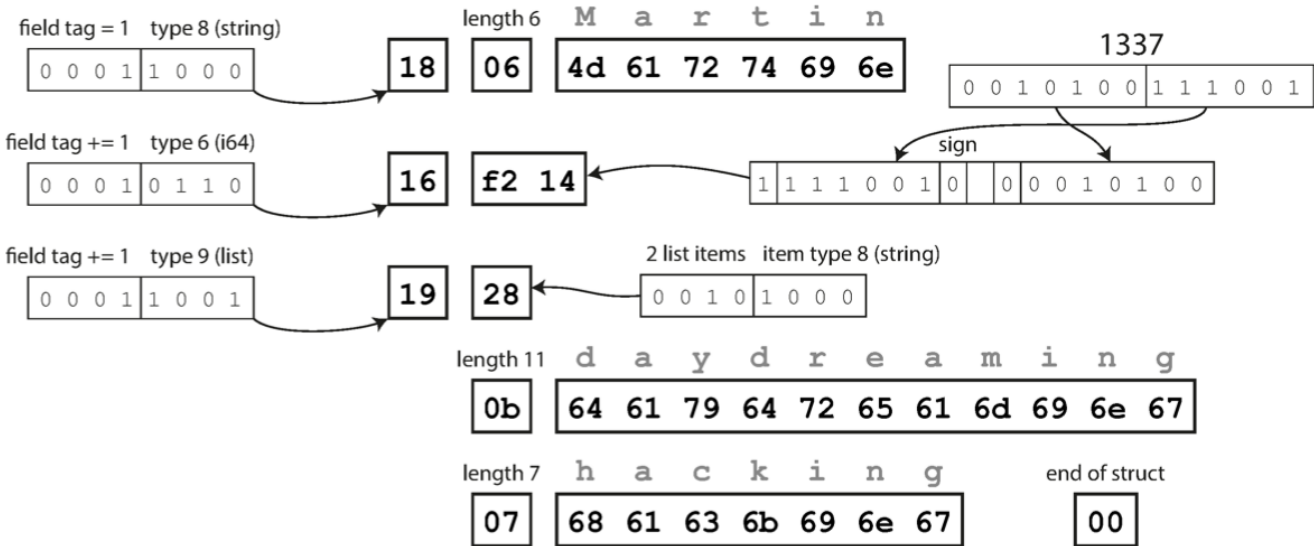 length 6 M a r t i n
field tag = 1 type 8 (string)
0 0 0 1 1 0 0 0
18 06 4d 61 72 74 69 6e
1337
0 0 1 0 1 0 0 1 1 1 0 0 1
field tag += 1 type 6 (i64)
0 0 0 1 0 1 1 0
16 f2 14
sign
1 1 1 1 0 0 1 0 0 0 0 1 0 1 0 0
field tag += 1 type 9 (list)
0 0 0 1 1 0 0 1
19 28
2 list items item type 8 (string)
0 0 1 0 1 0 0 0
length 11 d a y d r e a m i n g
0b 64 61 79 64 72 65 61 6d 69 6e 67
length 7 h a c k i n g
end of struct
07 68 61 63 6b 69 6e 67 00